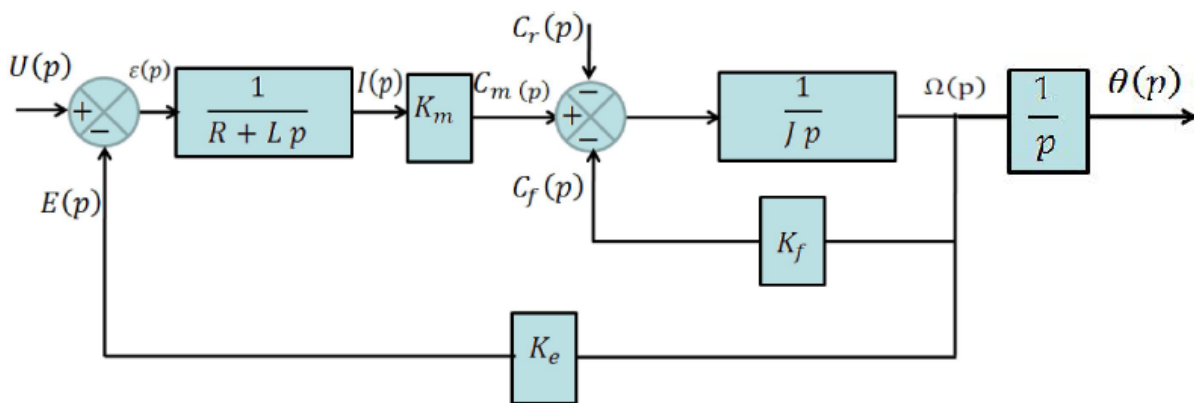 C_r(p)
U(p)
ε(p)
1
R + L p
I(p)
K_m
C_m (p)
1
J p
Ω(p)
1
p
θ(p)
+
−
−
+
−
E(p)
C_f(p)
K_f
K_e